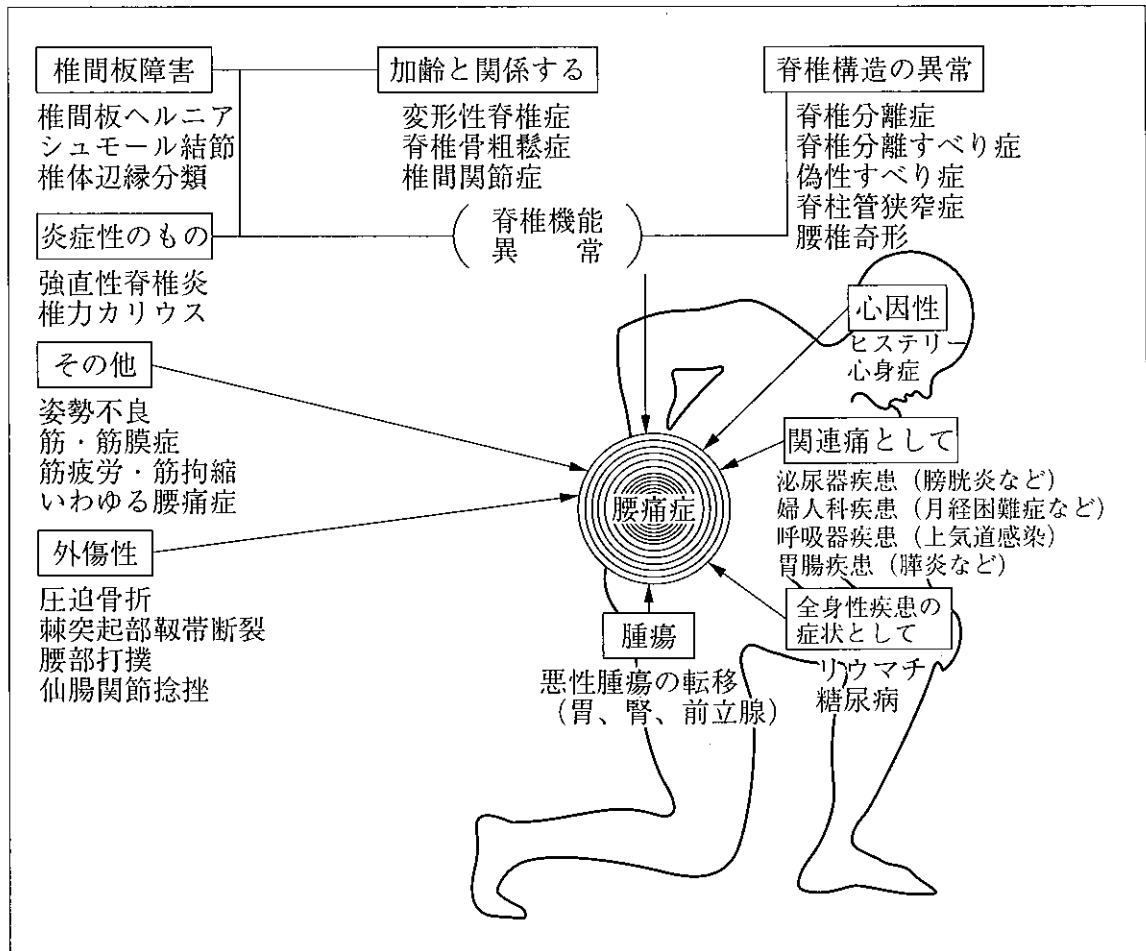 椎間板障害
椎間板ヘルニア
シュモール結節
椎体辺縁分類
炎症性のもの
強直性脊椎炎
椎力カリウス
その他
姿勢不良
筋・筋膜症
筋疲労・筋拘縮
いわゆる腰痛症
外傷性
圧迫骨折
棘突起部靱帯断裂
腰部打撲
仙腸関節捻挫
加齢と関係する
変形性脊椎症
脊椎骨粗鬆症
椎間関節症
脊椎機能
異常
脊椎構造の異常
脊椎分離症
脊椎分離すべり症
偽性すべり症
脊柱管狭窄症
腰椎奇形
心因性
ヒステリー
心身症
関連痛として
泌尿器疾患（膀胱炎など）
婦人科疾患（月経困難症など）
呼吸器疾患（上気道感染）
胃腸疾患（膵炎など）
全身性疾患の
症状として
リウマチ
糖尿病
腰痛症
腫瘍
悪性腫瘍の転移
（胃、腎、前立腺）